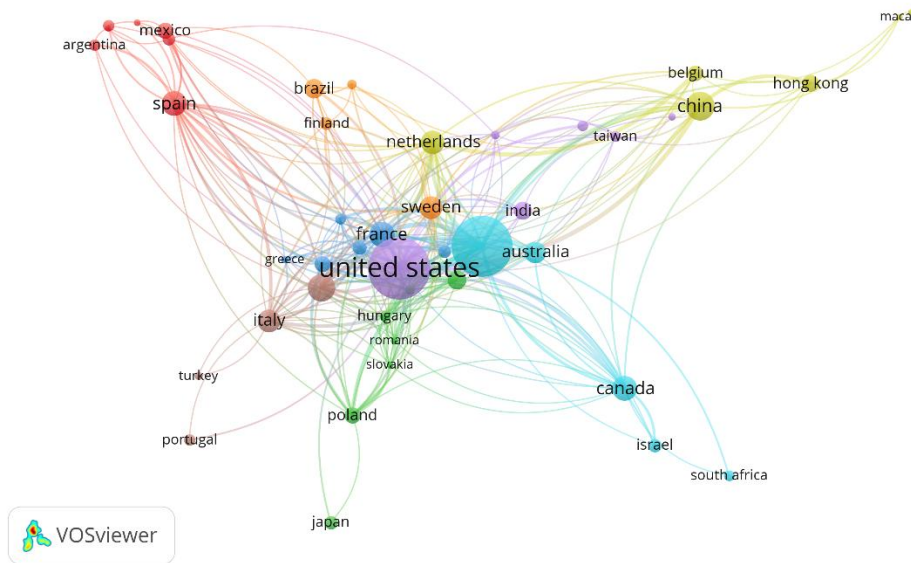 maca
mexico
argentina
belgium
hong kong
brazil
spain
china
finland
netherlands
taiwan
sweden
india
france
australia
greece
united states
hungary
italy
romania
slovakia
turkey
canada
poland
portugal
israel
south africa
japan
VOSviewer